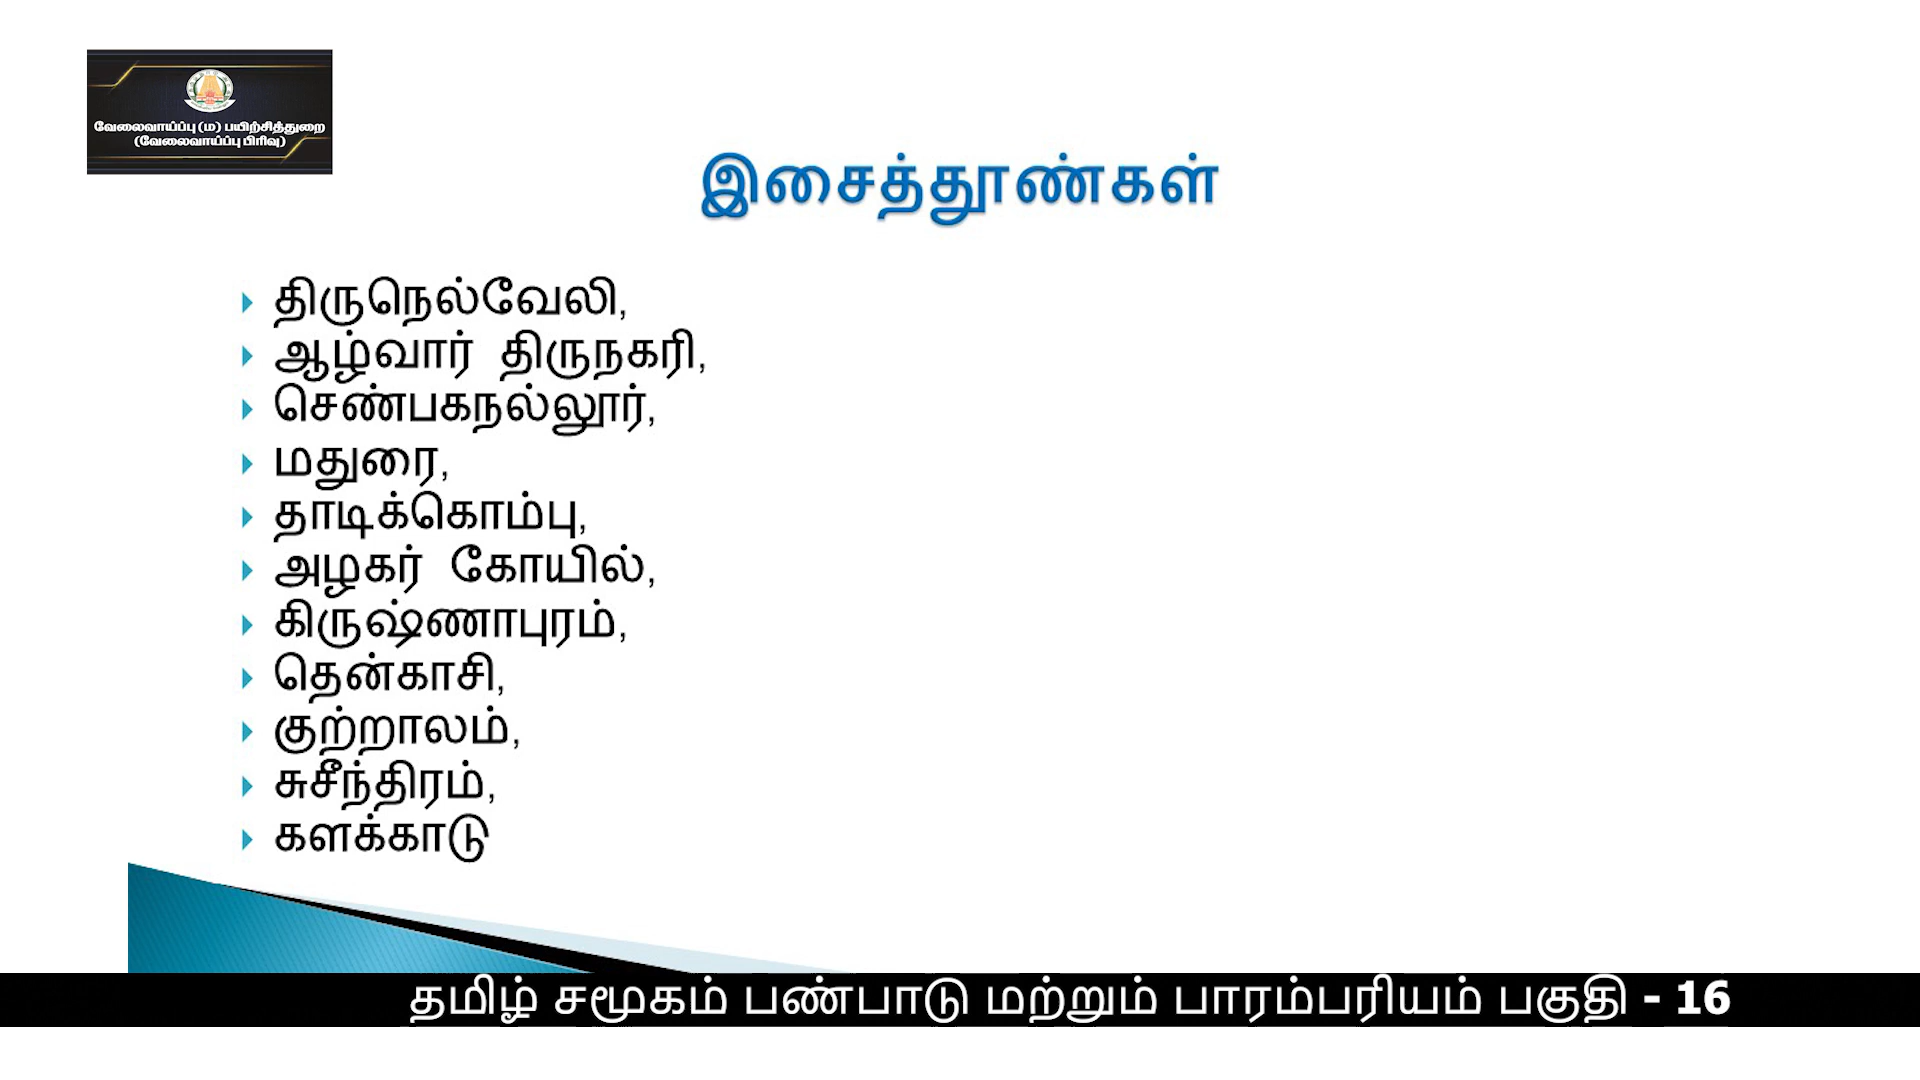 வேலைவாய்ப்பு (ம) பயிற்சித்துறை
(வேலைவாய்ப்பு பிரிவு)
இசைத்தூண்கள்
திருநெல்வேலி,
ஆழ்வார் திருநகரி,
செண்பகநல்லூர்,
மதுரை,
தாடிக்கொம்பு,
அழகர் கோயில்,
கிருஷ்ணாபுரம்,
தென்காசி,
குற்றாலம்,
சுசீந்திரம்,
களக்காடு
தமிழ் சமூகம் பண்பாடு மற்றும் பாரம்பரியம் பகுதி - 16